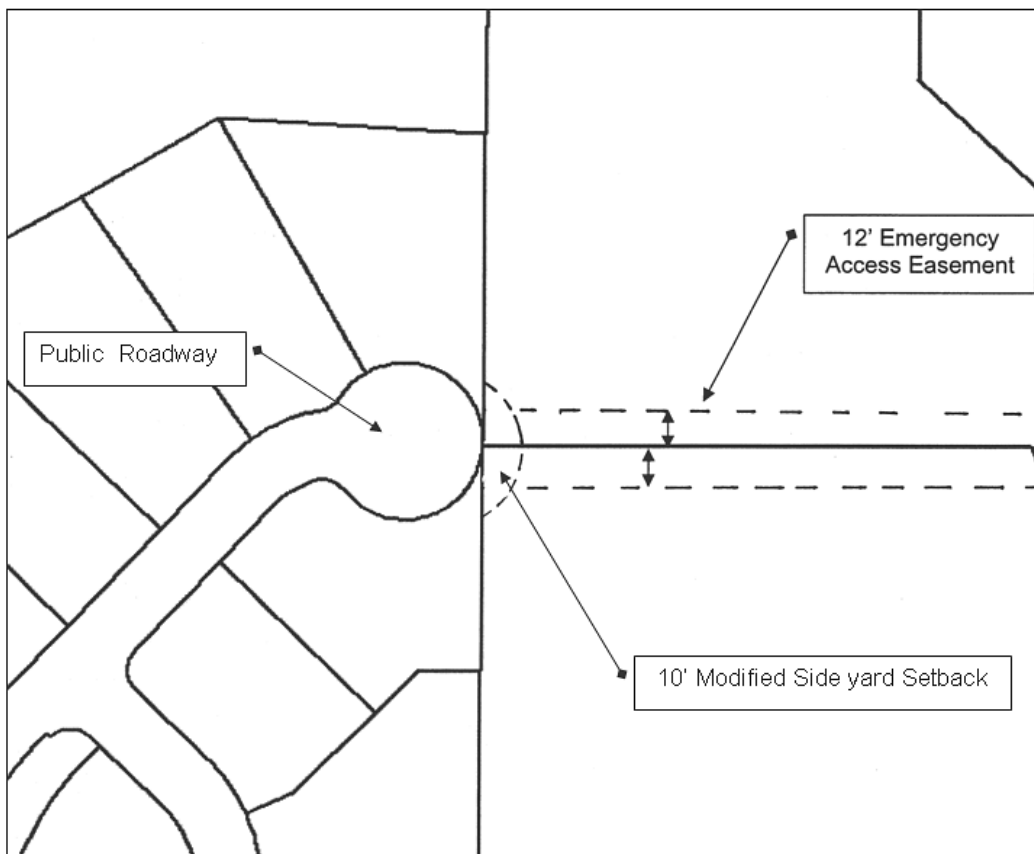 12' Emergency
Access Easement
Public Roadway
10' Modified Side yard Setback